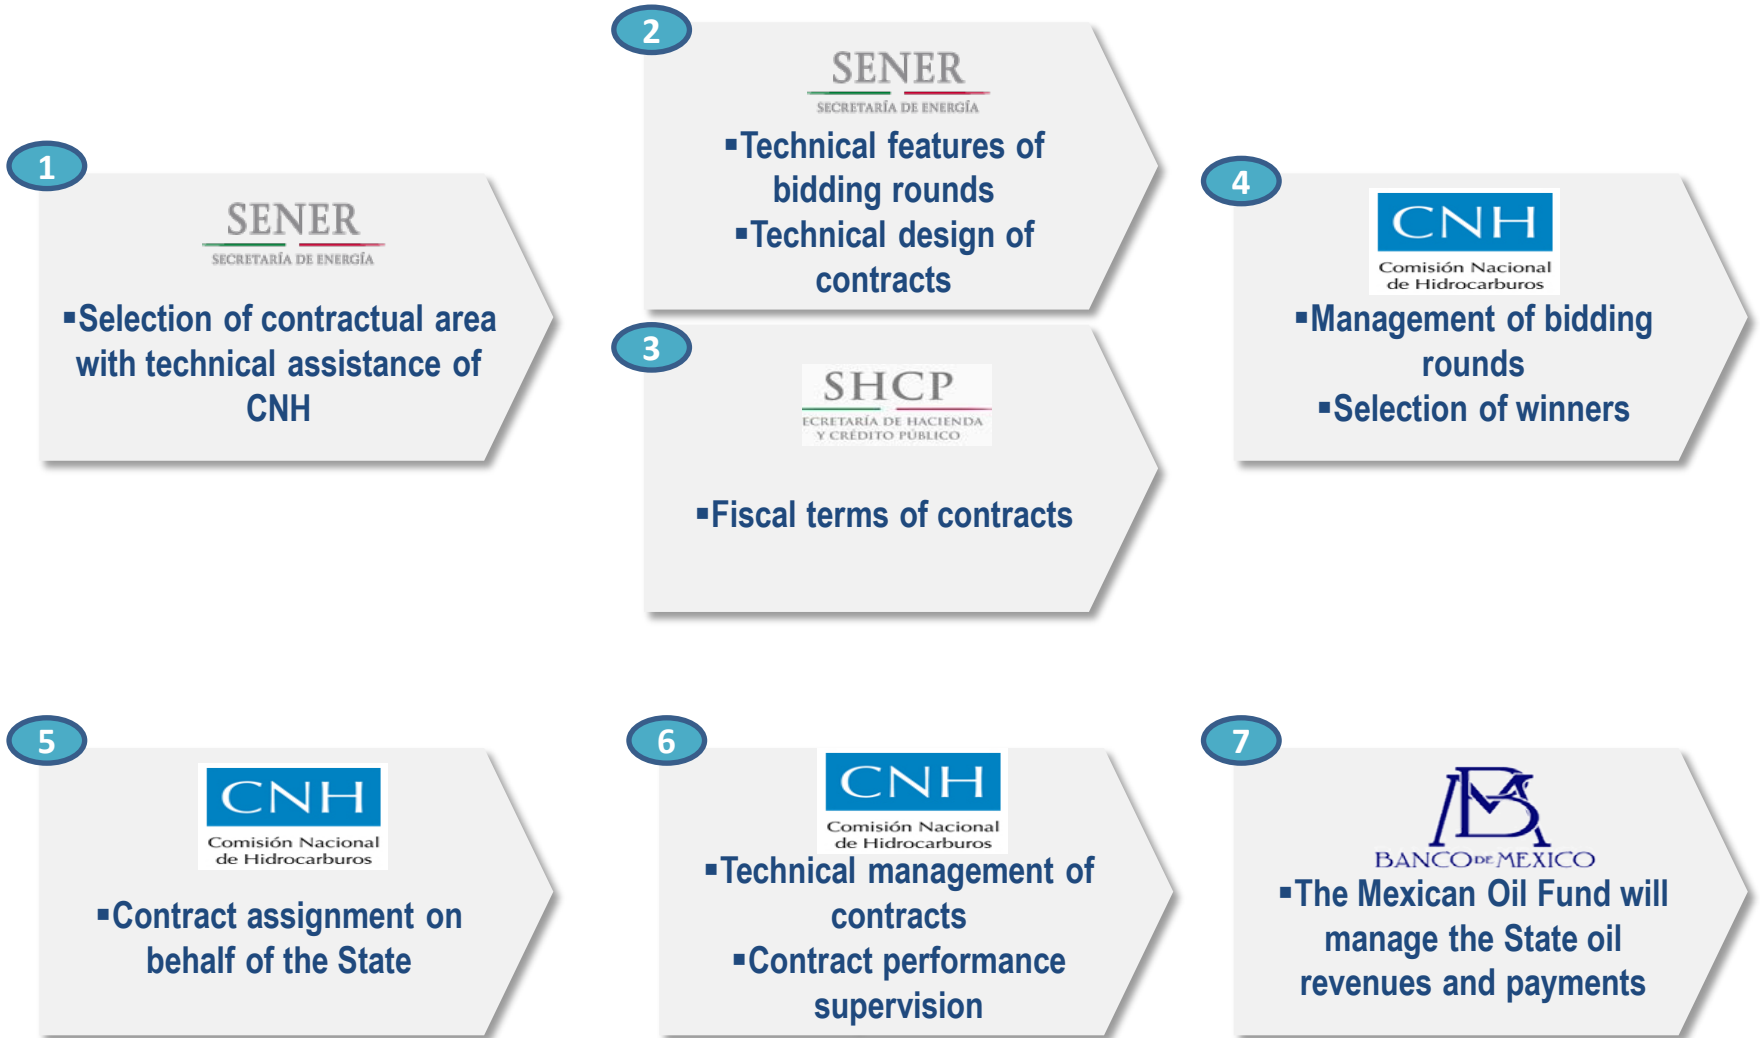 1
SENER
SECRETARÍA DE ENERGÍA
▪Selection of contractual area
with technical assistance of
CNH
2
SENER
SECRETARÍA DE ENERGÍA
▪Technical features of
bidding rounds
▪Technical design of
contracts
3
SHCP
ECRETARÍA DE HACIENDA
Y CRÉDITO PÚBLICO
▪Fiscal terms of contracts
4
CNH
Comisión Nacional
de Hidrocarburos
▪Management of bidding
rounds
▪Selection of winners
5
CNH
Comisión Nacional
de Hidrocarburos
▪Contract assignment on
behalf of the State
6
CNH
Comisión Nacional
de Hidrocarburos
▪Technical management of
contracts
▪Contract performance
supervision
7
BANCO DE MEXICO
▪The Mexican Oil Fund will
manage the State oil
revenues and payments